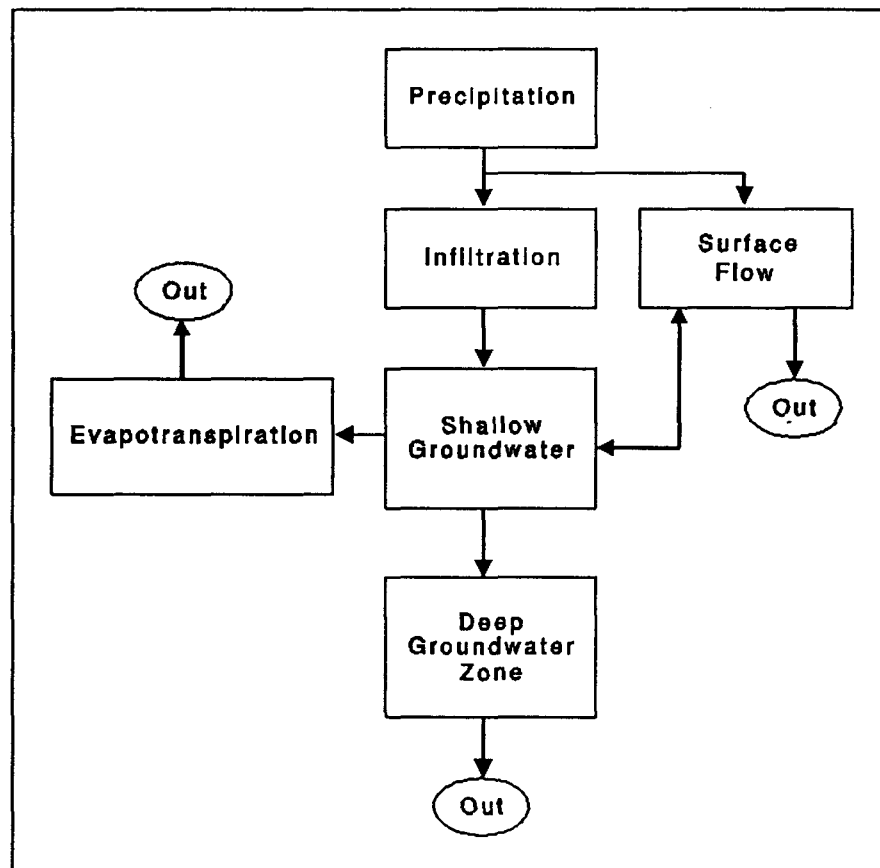 Precipitation
Infiltration
Surface
Flow
Out
Evapotranspiration
Shallow
Groundwater
Out
Deep
Groundwater
Zone
Out